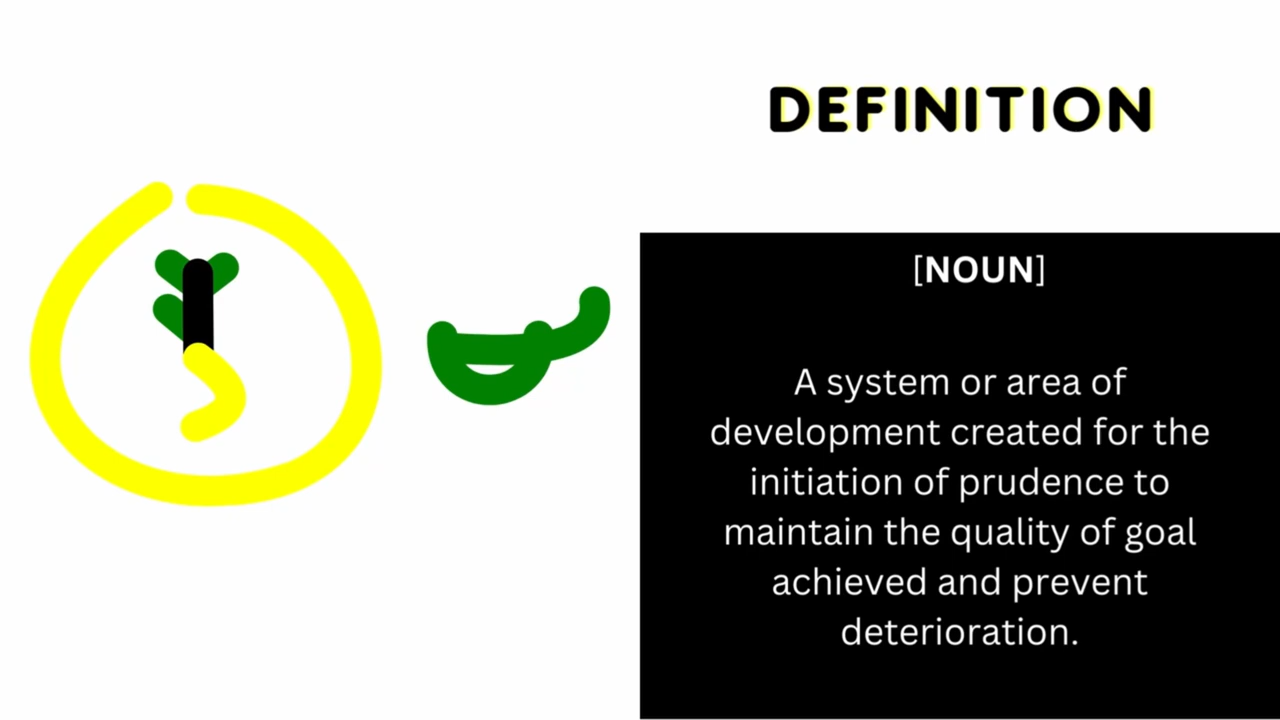 DEFINITION
[NOUN]
A system or area of
development created for the
initiation of prudence to
maintain the quality of goal
achieved and prevent
deterioration.